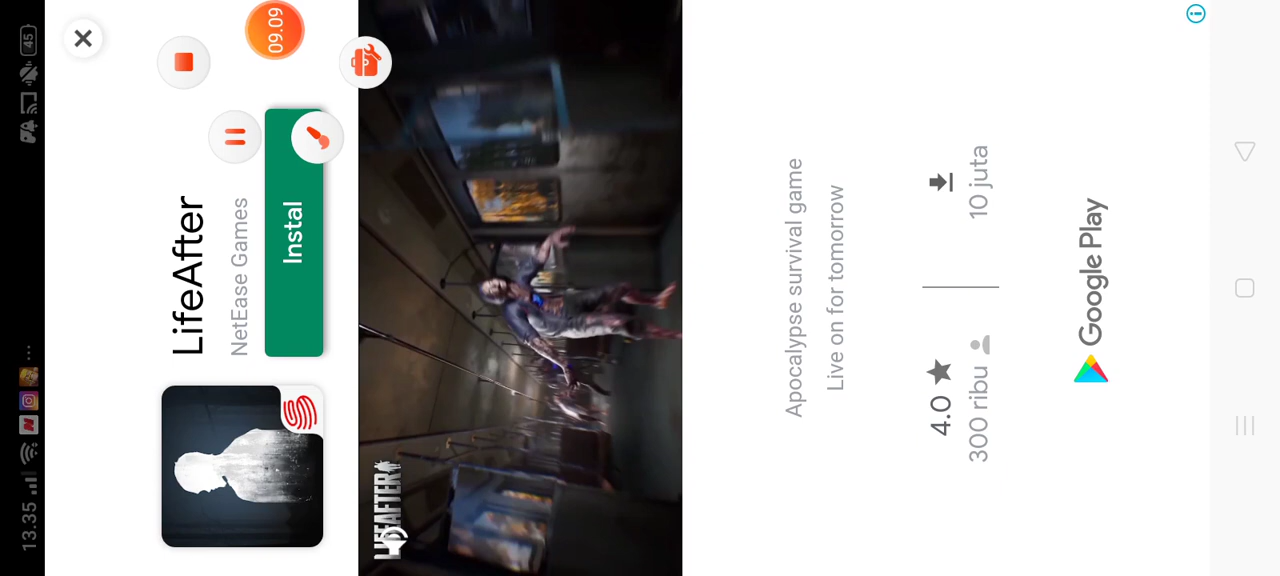 13.35
45
09.09
LifeAfter
NetEase Games
Instal
LIFEAFTER
Apocalypse survival game
Live on for tomorrow
4.0
300 ribu
10 juta
Google Play